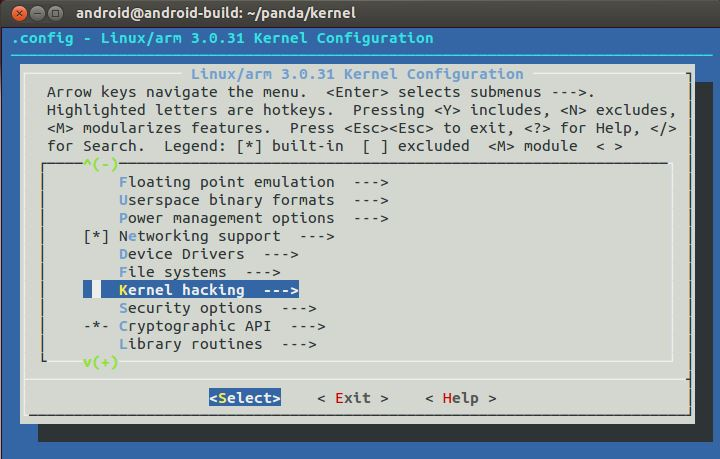 android@android-build: ~/panda/kernel
.config - Linux/arm 3.0.31 Kernel Configuration
Linux/arm 3.0.31 Kernel Configuration
Arrow keys navigate the menu.  <Enter> selects submenus --->.
Highlighted letters are hotkeys.  Pressing <Y> includes, <N> excludes,
<M> modularizes features.  Press <Esc><Esc> to exit, <?> for Help, </>
for Search.  Legend: [*] built-in  [ ] excluded  <M> module  < >
^(-)
Floating point emulation  --->
Userspace binary formats  --->
Power management options  --->
[*] Networking support  --->
Device Drivers  --->
File systems  --->
Kernel hacking  --->
Security options  --->
-*- Cryptographic API  --->
Library routines  --->
v(+)
<Select>    < Exit >    < Help >